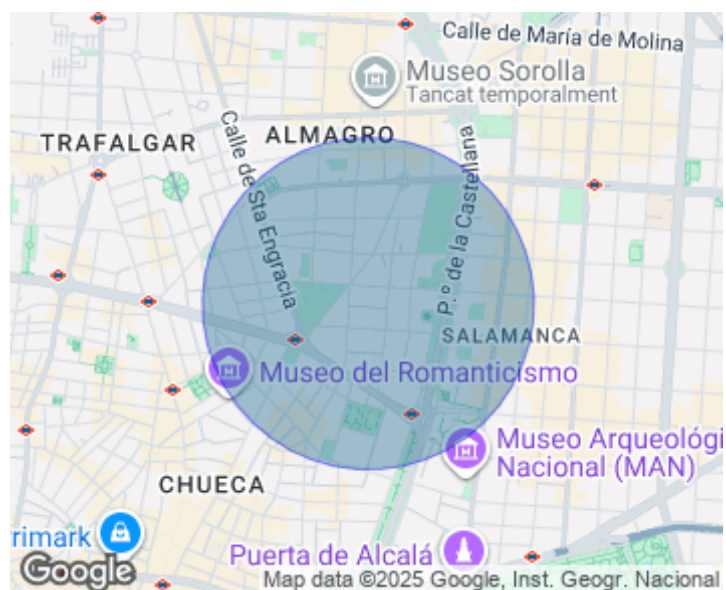 Calle de María de Molina
Museo Sorolla
Tancat temporalment
TRAFALGAR
ALMAGRO
Calle de Sta Engracia
P.º de la Castellana
SALAMANCA
Museo del Romanticismo
Museo Arqueológi
Nacional (MAN)
CHUECA
rimark
Puerta de Alcalá
Google
Map data ©2025 Google, Inst. Geogr. Nacional